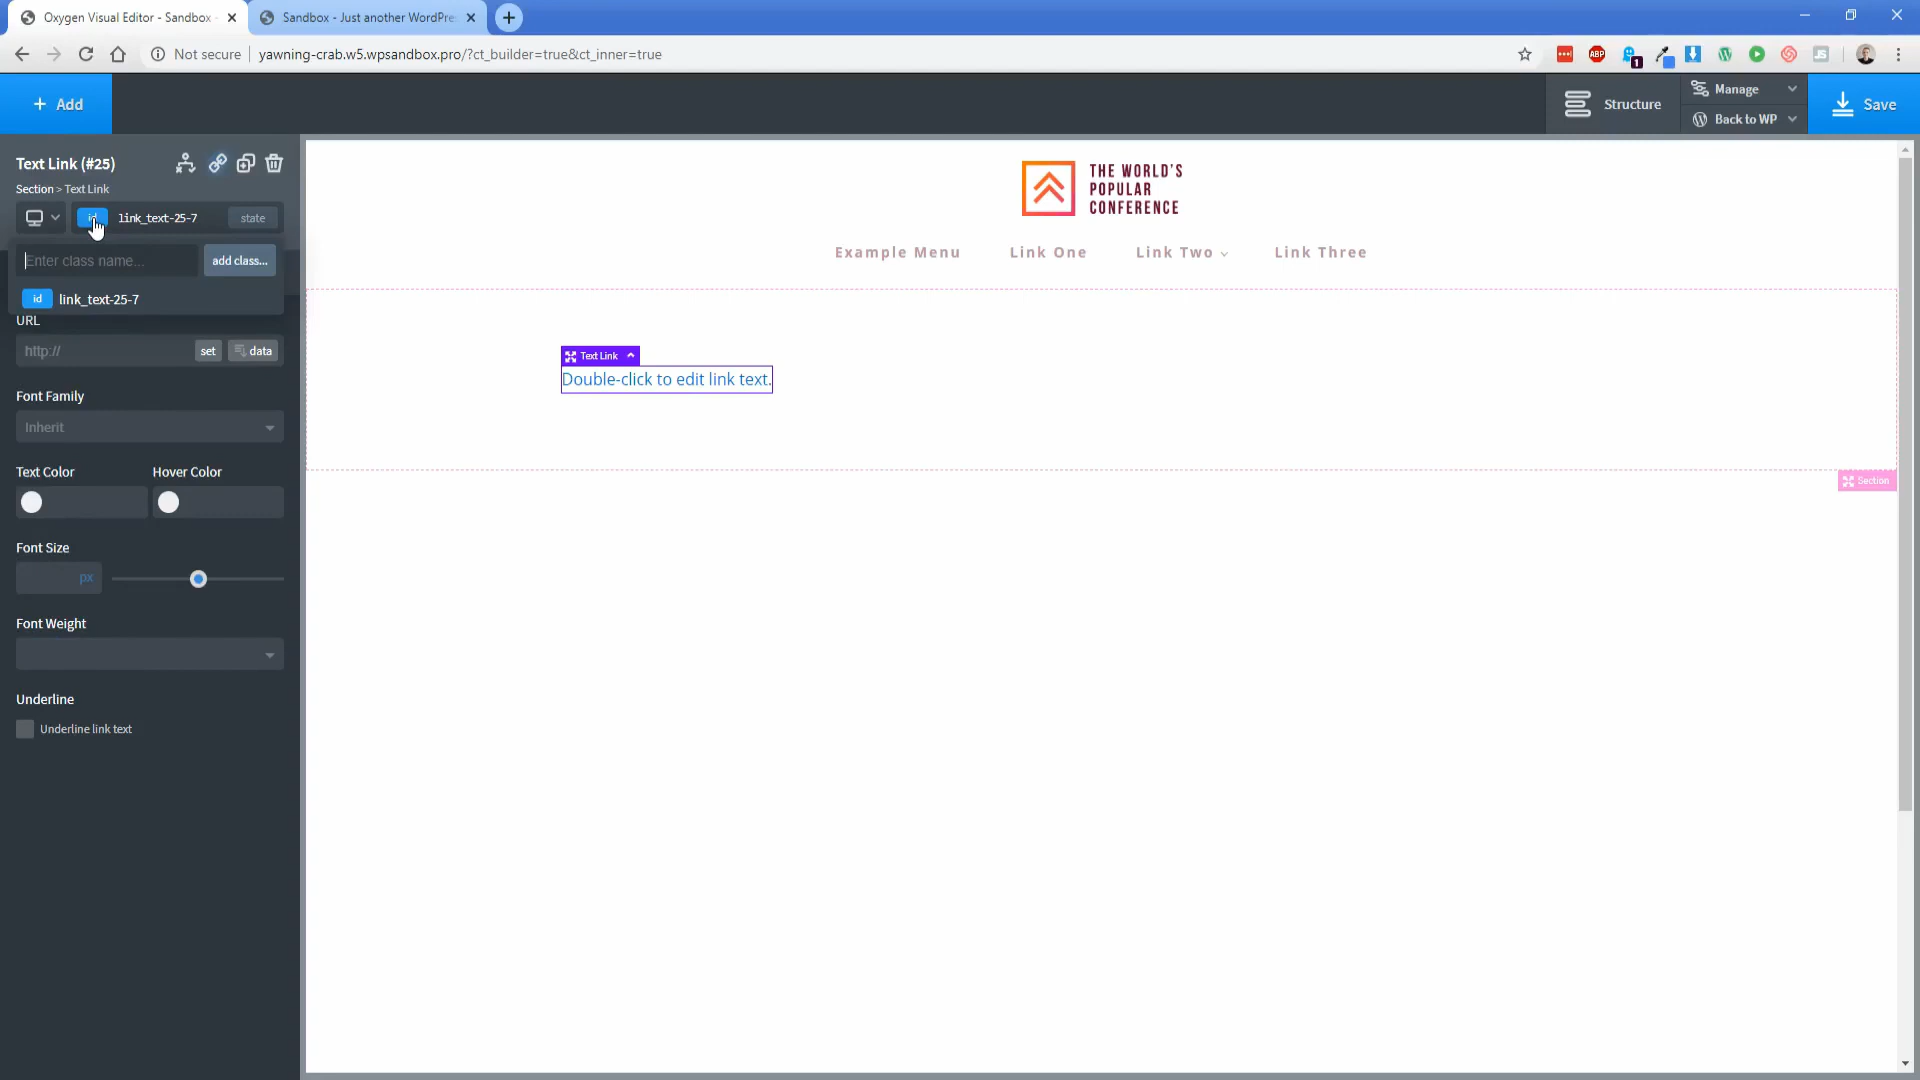 Oxygen Visual Editor - Sandbox -
Sandbox - Just another WordPre
Not secure
yawning-crab.w5.wpsandbox.pro/?ct_builder=true&ct_inner=true
ABP
1
JS
+ Add
Structure
Manage
Back to WP
Save
Text Link (#25)
Section > Text Link
id
link_text-25-7
state
Enter class name...
add class...
id
link_text-25-7
URL
http://
set
data
Font Family
Inherit
Text Color
Hover Color
Font Size
px
Font Weight
Underline
Underline link text
THE WORLD'S
POPULAR
CONFERENCE
Example Menu
Link One
Link Two
Link Three
Text Link
Double-click to edit link text.
Section